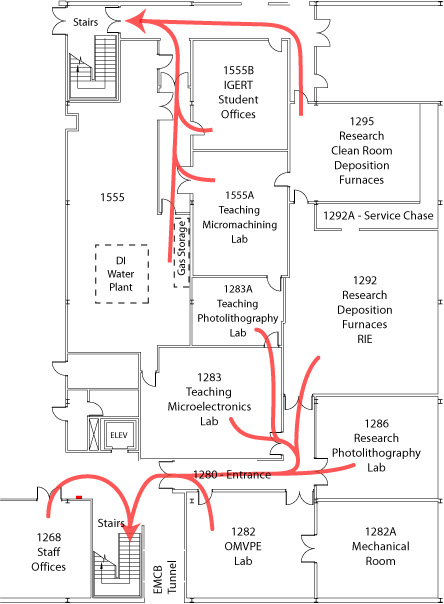 Stairs
1555B
IGERT
Student
Offices
1295
Research
Clean Room
Deposition
Furnaces
1555
1555A
Teaching
Micromachining
Lab
1292A - Service Chase
Gas Storage
DI
Water
Plant
1283A
Teaching
Photolithography
Lab
1292
Research
Deposition
Furnaces
RIE
1283
Teaching
Microelectronics
Lab
ELEV
1286
Research
Photolithography
Lab
1280 - Entrance
1268
Staff
Offices
Stairs
EMCB
Tunnel
1282
OMVPE
Lab
1282A
Mechanical
Room